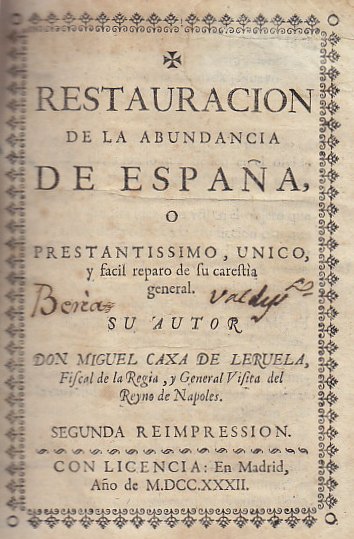 ✠
RESTAURACION
DE LA ABUNDANCIA
DE ESPAÑA,
O
PRESTANTISSIMO, UNICO,
y facil reparo de ſu careſtìa
general.
SU AUTOR
DON MIGUEL CAXA DE LERUELA,
Fiſcal de la Regia, y General Viſita del
Reyno de Napoles.
SEGUNDA REIMPRESSION.
CON LICENCIA: En Madrid,
Año de M.DCC.XXXII.